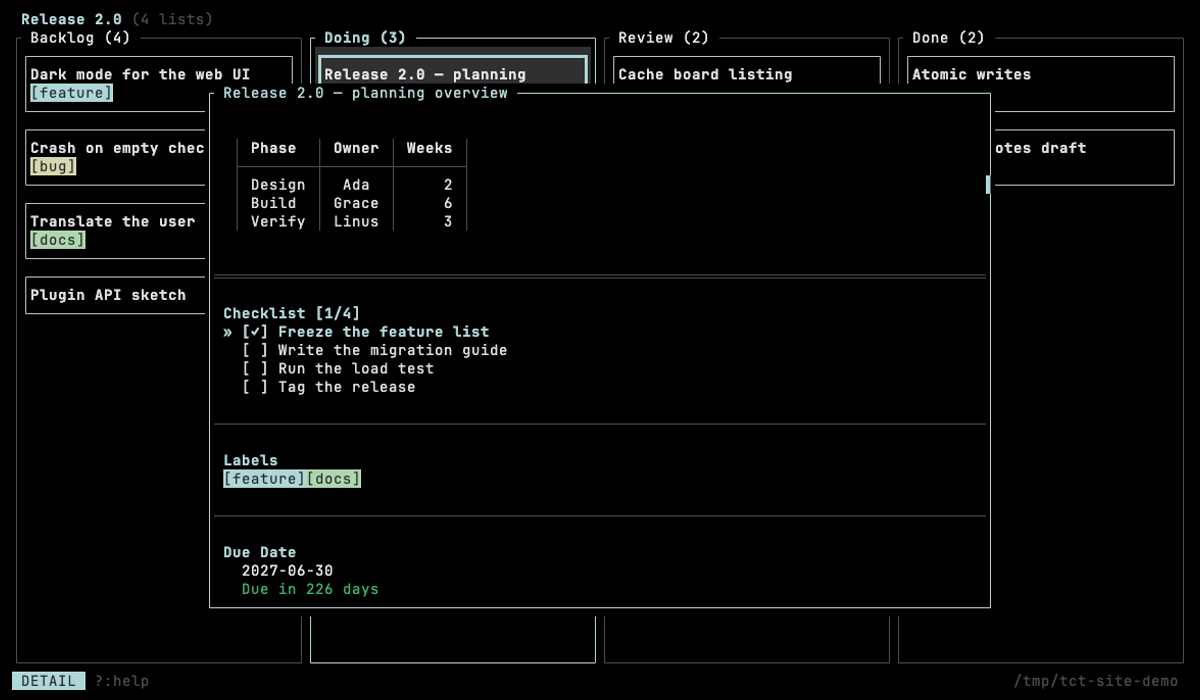 Release 2.0 (4 lists)
Backlog (4)
Dark mode for the web UI
[feature]
Crash on empty chec
[bug]
Translate the user
[docs]
Plugin API sketch
Doing (3)
Release 2.0 — planning
Review (2)
Cache board listing
Done (2)
Atomic writes
otes draft
Release 2.0 — planning overview
Phase Owner Weeks
Design Ada 2
Build Grace 6
Verify Linus 3
Checklist [1/4]
» [✓] Freeze the feature list
[ ] Write the migration guide
[ ] Run the load test
[ ] Tag the release
Labels
[feature][docs]
Due Date
2027-06-30
Due in 226 days
DETAIL ?:help
/tmp/tct-site-demo